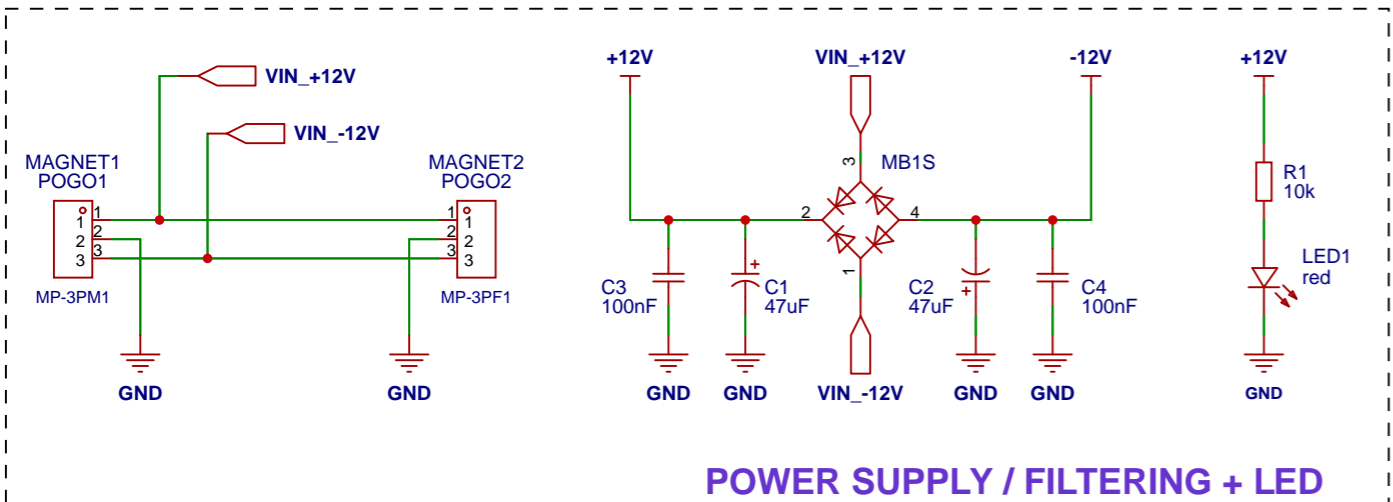 +12V
VIN_+12V
-12V
+12V
VIN_+12V
VIN_-12V
MAGNET1
POGO1
MAGNET2
POGO2
3
MB1S
R1
10k
1
1
2
2
3
3
MP-3PM1
1
1
2
2
3
3
MP-3PF1
2
4
1
C3
100nF
+
C1
47uF
C2
47uF
+
C4
100nF
LED1
red
GND
GND
GND
GND
VIN_-12V
GND
GND
GND
POWER SUPPLY / FILTERING + LED